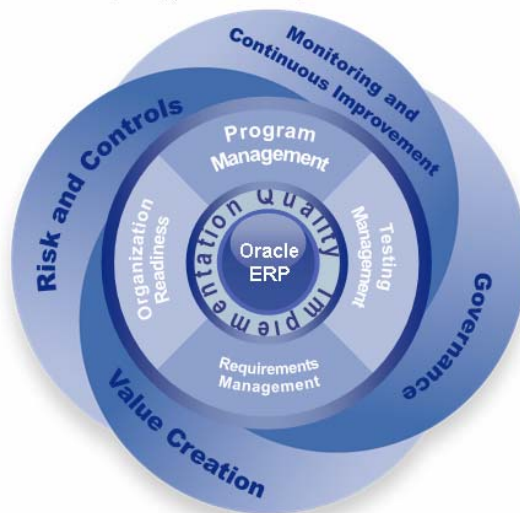 Monitoring and
Continuous Improvement
Risk and Controls
Governance
Value Creation
Program
Management
Organization
Readiness
Testing
Management
Requirements
Management
Implementation Quality
Oracle
ERP